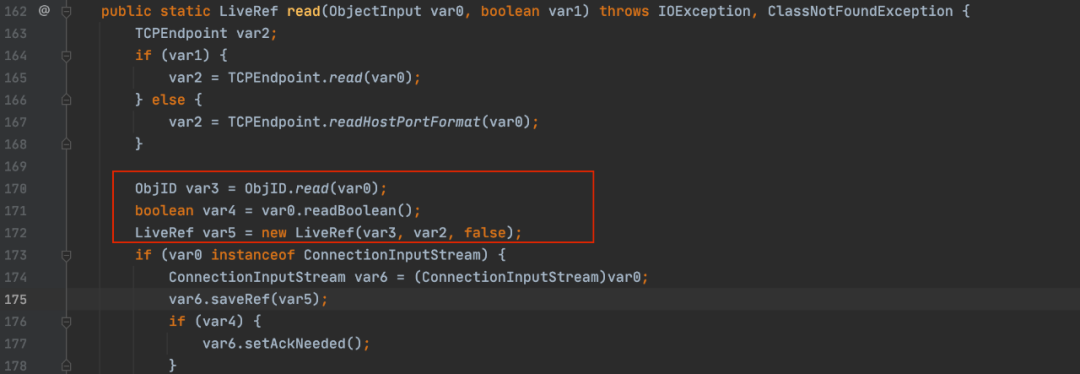 162 @ public static LiveRef read(ObjectInput var0, boolean var1) throws IOException, ClassNotFoundException {
163 TCPEndpoint var2;
164 if (var1) {
165 var2 = TCPEndpoint.read(var0);
166 } else {
167 var2 = TCPEndpoint.readHostPortFormat(var0);
168 }
169
170 ObjID var3 = ObjID.read(var0);
171 boolean var4 = var0.readBoolean();
172 LiveRef var5 = new LiveRef(var3, var2, false);
173 if (var0 instanceof ConnectionInputStream) {
174 ConnectionInputStream var6 = (ConnectionInputStream)var0;
175 var6.saveRef(var5);
176 if (var4) {
177 var6.setAckNeeded();
178 }